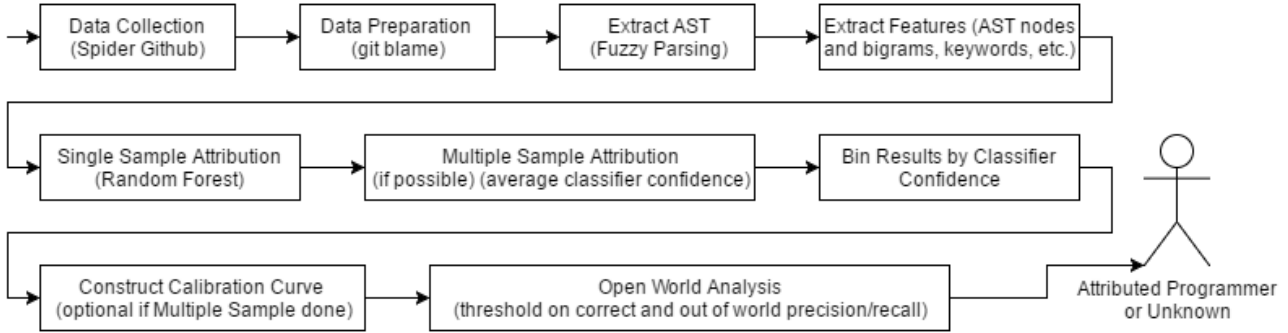 Data Collection
(Spider Github)
Data Preparation
(git blame)
Extract AST
(Fuzzy Parsing)
Extract Features (AST nodes
and bigrams, keywords, etc.)
Single Sample Attribution
(Random Forest)
Multiple Sample Attribution
(if possible) (average classifier confidence)
Bin Results by Classifier
Confidence
Construct Calibration Curve
(optional if Multiple Sample done)
Open World Analysis
(threshold on correct and out of world precision/recall)
Attributed Programmer
or Unknown